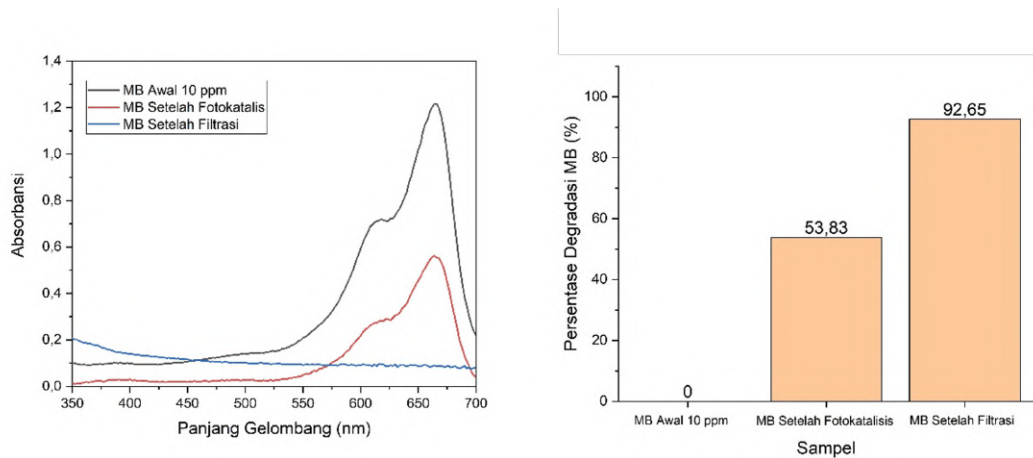 1,4
1,2
1,0
0,8
0,6
0,4
0,2
0,0
Absorbansi
MB Awal 10 ppm
MB Setelah Fotokatalis
MB Setelah Filtrasi
350 400 450 500 550 600 650 700
Panjang Gelombang (nm)
100
80
60
40
20
0
Persentase Degradasi MB (%)
92,65
53,83
0
MB Awal 10 ppm MB Setelah Fotokatalisis MB Setelah Filtrasi
Sampel